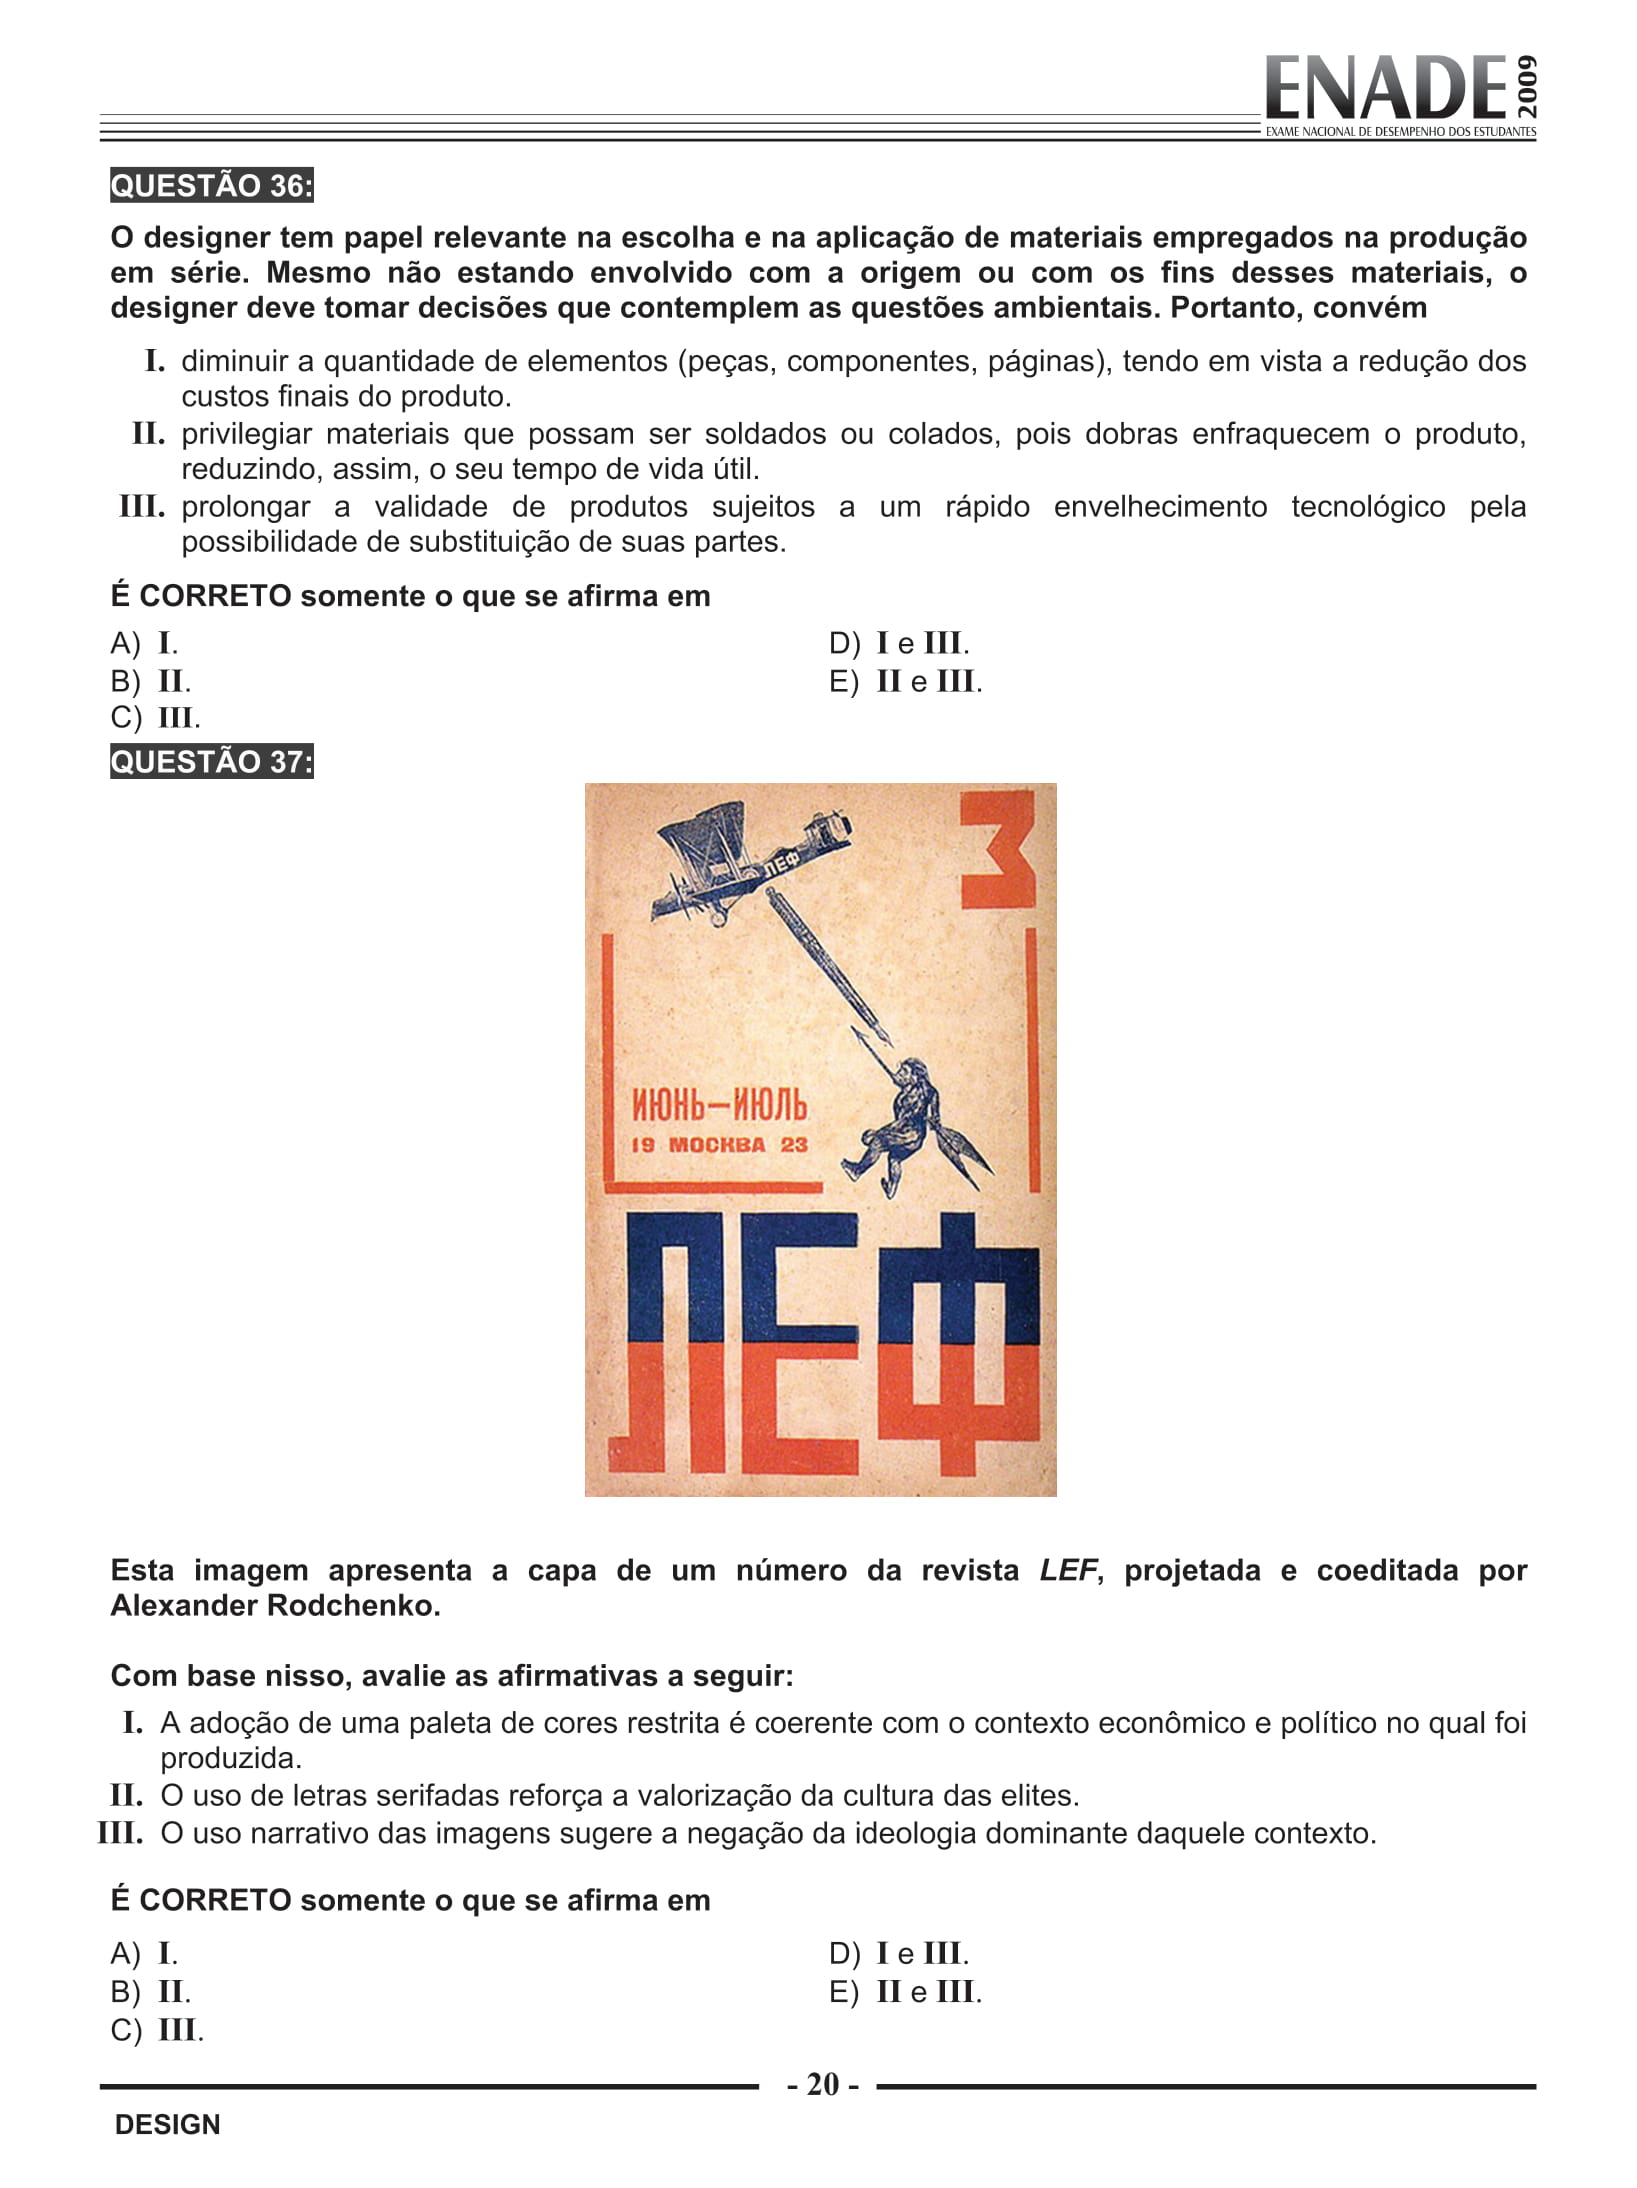 ENADE 2009
EXAME NACIONAL DE DESEMPENHO DOS ESTUDANTES
QUESTÃO 36:
O designer tem papel relevante na escolha e na aplicação de materiais empregados na produção
em série. Mesmo não estando envolvido com a origem ou com os fins desses materiais, o
designer deve tomar decisões que contemplem as questões ambientais. Portanto, convém
I. diminuir a quantidade de elementos (peças, componentes, páginas), tendo em vista a redução dos
custos finais do produto.
II. privilegiar materiais que possam ser soldados ou colados, pois dobras enfraquecem o produto,
reduzindo, assim, o seu tempo de vida útil.
III. prolongar a validade de produtos sujeitos a um rápido envelhecimento tecnológico pela
possibilidade de substituição de suas partes.
É CORRETO somente o que se afirma em
A) I.
B) II.
C) III.
D) I e III.
E) II e III.
QUESTÃO 37:
3
ЛЕФ
ИЮНЬ–ИЮЛЬ
19 МОСКВА 23
ЛЕФ
Esta imagem apresenta a capa de um número da revista LEF, projetada e coeditada por
Alexander Rodchenko.
Com base nisso, avalie as afirmativas a seguir:
I. A adoção de uma paleta de cores restrita é coerente com o contexto econômico e político no qual foi
produzida.
II. O uso de letras serifadas reforça a valorização da cultura das elites.
III. O uso narrativo das imagens sugere a negação da ideologia dominante daquele contexto.
É CORRETO somente o que se afirma em
A) I.
B) II.
C) III.
D) I e III.
E) II e III.
- 20 -
DESIGN